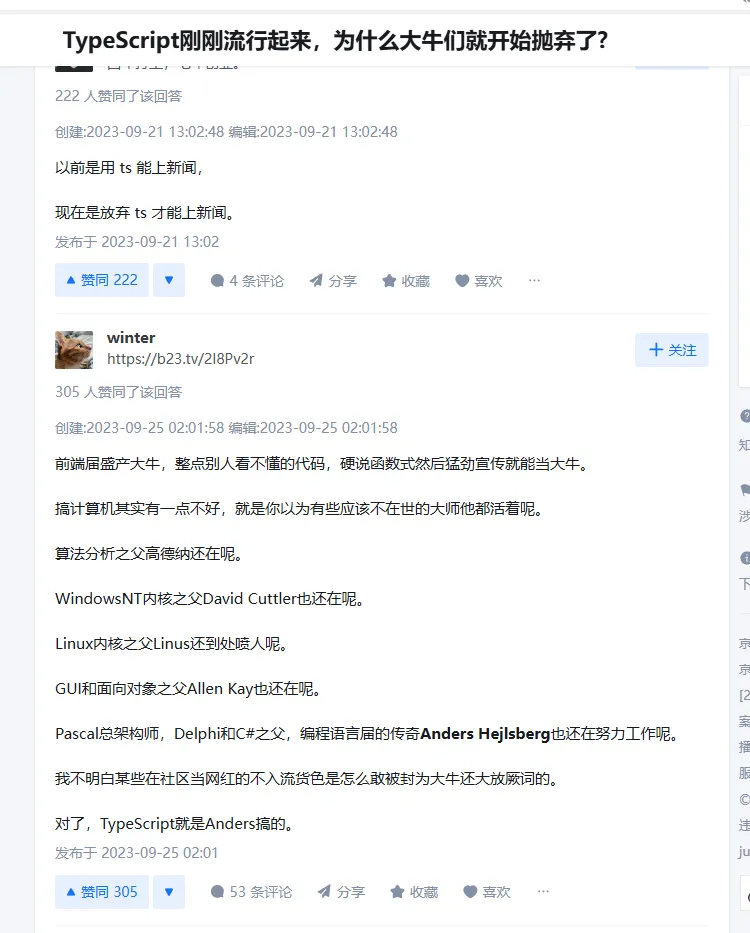 TypeScript刚刚流行起来，为什么大牛们就开始抛弃了？
222 人赞同了该回答
创建:2023-09-21 13:02:48 编辑:2023-09-21 13:02:48
以前是用 ts 能上新闻，
现在是放弃 ts 才能上新闻。
发布于 2023-09-21 13:02
赞同 222
4 条评论
分享
收藏
喜欢
winter
https://b23.tv/2I8Pv2r
关注
305 人赞同了该回答
创建:2023-09-25 02:01:58 编辑:2023-09-25 02:01:58
前端届盛产大牛，整点别人看不懂的代码，硬说函数式然后猛劲宣传就能当大牛。
搞计算机其实有一点不好，就是你以为有些应该不在世的大师他都活着呢。
算法分析之父高德纳还在呢。
WindowsNT内核之父David Cuttler也还在呢。
Linux内核之父Linus还到处喷人呢。
GUI和面向对象之父Allen Kay也还在呢。
Pascal总架构师，Delphi和C#之父，编程语言届的传奇Anders Hejlsberg也还在努力工作呢。
我不明白某些在社区当网红的不入流货色是怎么敢被封为大牛还大放厥词的。
对了，TypeScript就是Anders搞的。
发布于 2023-09-25 02:01
赞同 305
53 条评论
分享
收藏
喜欢